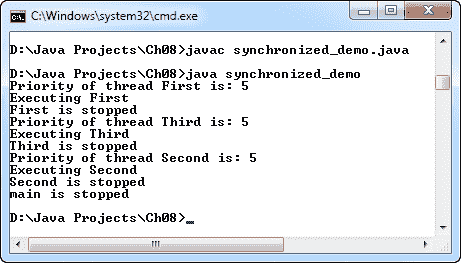 C:\Windows\system32\cmd.exe
D:\Java Projects\Ch08>javac synchronized_demo.java
D:\Java Projects\Ch08>java synchronized_demo
Priority of thread First is: 5
Executing First
First is stopped
Priority of thread Third is: 5
Executing Third
Third is stopped
Priority of thread Second is: 5
Executing Second
Second is stopped
main is stopped
D:\Java Projects\Ch08>_